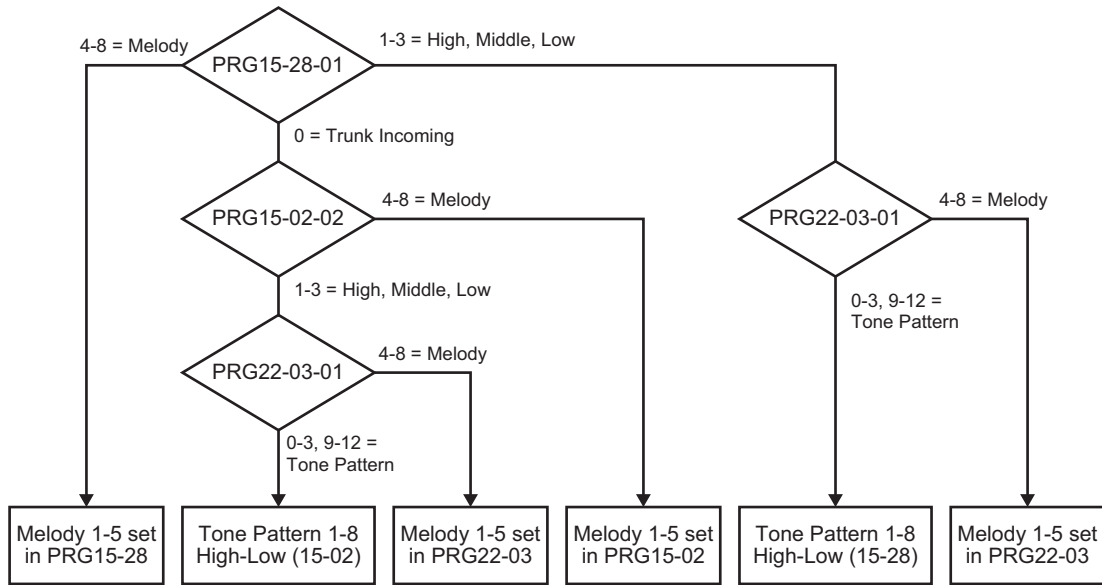 4-8 = Melody
1-3 = High, Middle, Low
PRG15-28-01
0 = Trunk Incoming
PRG15-02-02
4-8 = Melody
PRG22-03-01
4-8 = Melody
1-3 = High, Middle, Low
0-3, 9-12 =
Tone Pattern
PRG22-03-01
4-8 = Melody
0-3, 9-12 =
Tone Pattern
Melody 1-5 set
in PRG15-28
Tone Pattern 1-8
High-Low (15-02)
Melody 1-5 set
in PRG22-03
Melody 1-5 set
in PRG15-02
Tone Pattern 1-8
High-Low (15-28)
Melody 1-5 set
in PRG22-03